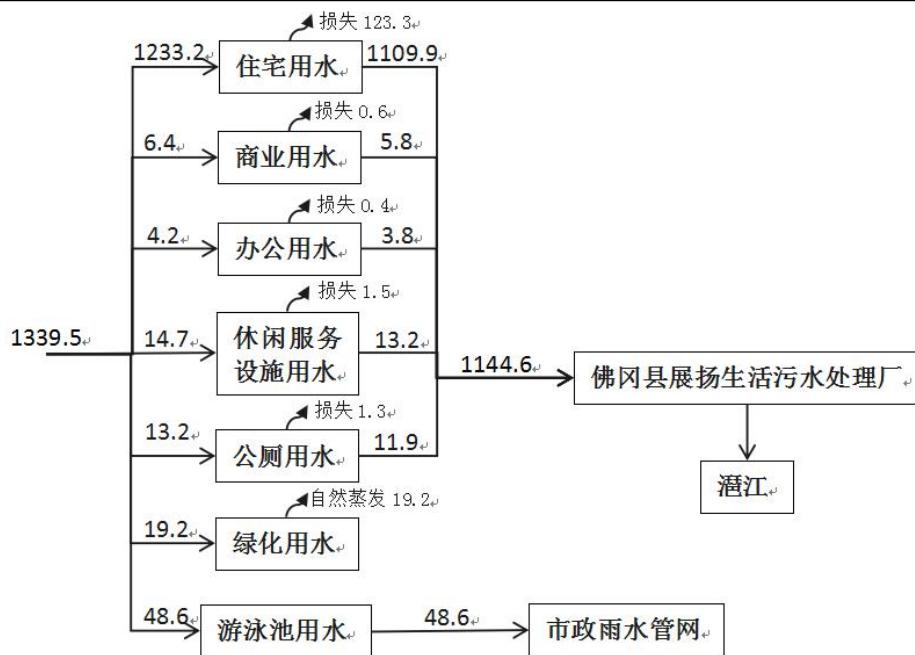 损失 123.3
1233.2
住宅用水
1109.9
损失 0.6
6.4
商业用水
5.8
损失 0.4
4.2
办公用水
3.8
损失 1.5
1339.5
14.7
休闲服务
设施用水
13.2
1144.6
佛冈县展扬生活污水处理厂
损失 1.3
13.2
公厕用水
11.9
潖江
自然蒸发 19.2
19.2
绿化用水
48.6
游泳池用水
48.6
市政雨水管网